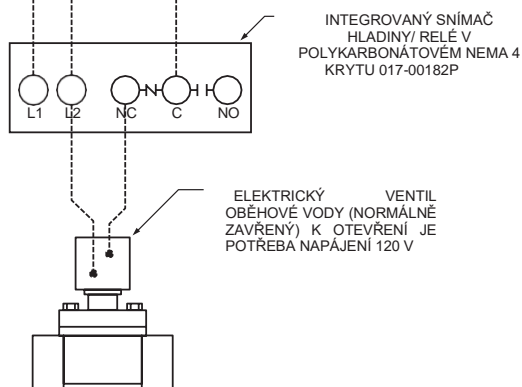 INTEGROVANÝ SNÍMAČ
HLADINY/ RELÉ V
POLYKARBONÁTOVÉM NEMA 4
KRYTU 017-00182P
N
L1 L2 NC C NO
ELEKTRICKÝ VENTIL
OBĚHOVÉ VODY (NORMÁLNĚ
ZAVŘENÝ) K OTEVŘENÍ JE
POTŘEBA NAPÁJENÍ 120 V